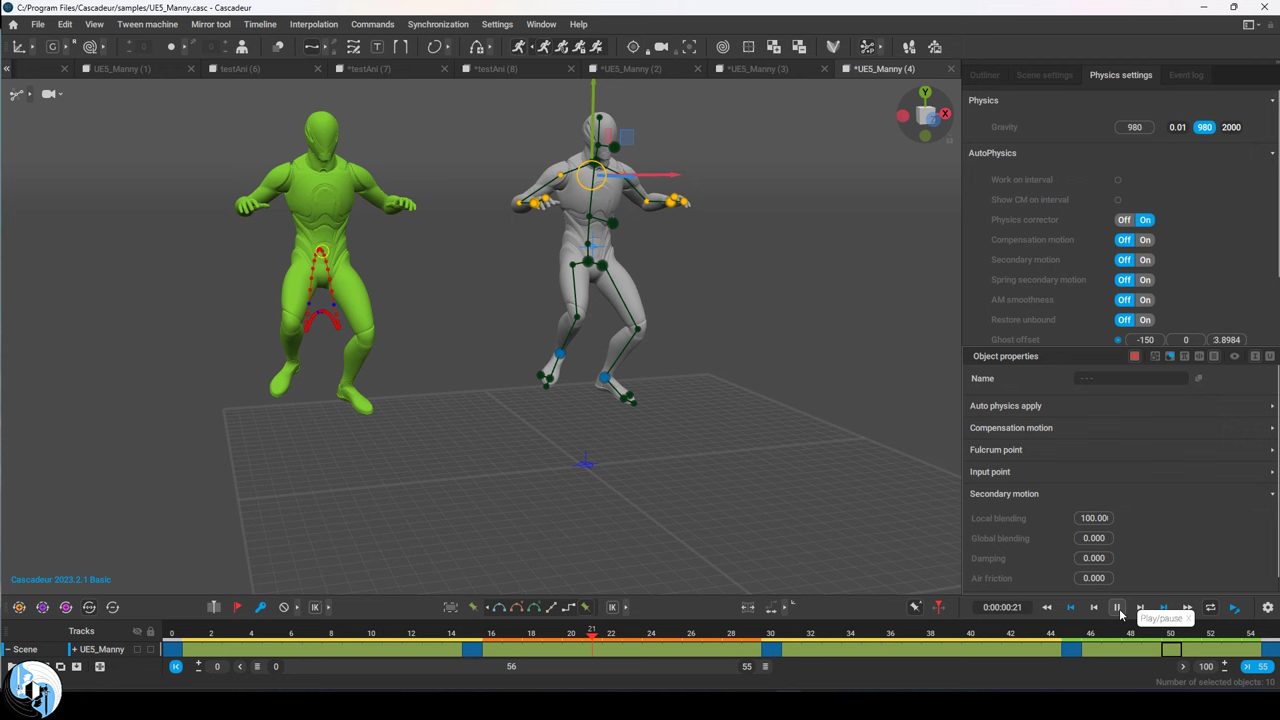 C:/Program Files/Cascadeur/samples/UE5_Manny.casc - Cascadeur
File Edit View Tween machine Mirror tool Timeline Interpolation Commands Synchronization Settings Window Help
0 0
UE5_Manny (1) testAni (6) *testAni (7) *testAni (8) *UE5_Manny (2) *UE5_Manny (3) *UE5_Manny (4)
Outliner Scene settings Physics settings Event log
Y
X
Physics
Gravity 980 0.01 980 2000
AutoPhysics
Work on interval
Show CM on interval
Physics corrector Off On
Compensation motion Off On
Secondary motion Off On
Spring secondary motion Off On
AM smoothness Off On
Restore unbound Off On
Ghost offset -150 0 :3.8984
Object properties
Name ---
Auto physics apply
Compensation motion
Fulcrum point
Input point
Secondary motion
Local blending 100.00
Global blending 0.000
Damping 0.000
Air friction 0.000
Cascadeur 2023.2.1 Basic
0:00:00:21
Play/pause X
Tracks 0 2 4 6 8 10 12 14 16 18 20 21 22 24 26 28 30 32 34 36 38 40 42 44 46 48 50 52 54
Scene UE5_Manny
0 0 56 55 100 55
Number of selected objects: 10